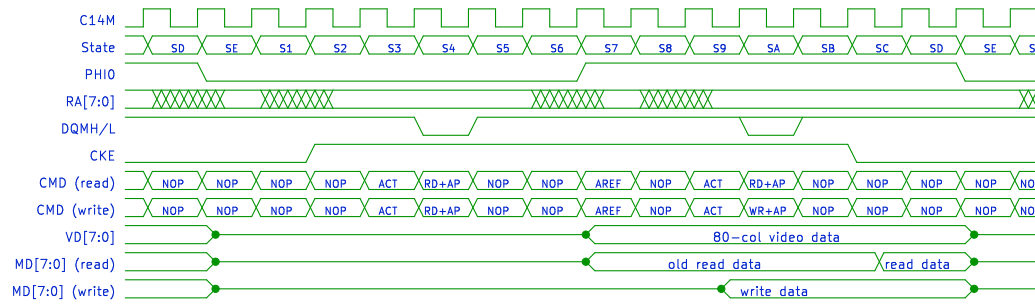 C14M
State SD SE S1 S2 S3 S4 S5 S6 S7 S8 S9 SA SB SC SD SE S
PHI0
RA[7:0]
DQMH/L
CKE
CMD (read) NOP NOP NOP NOP ACT RD+AP NOP NOP AREF NOP ACT RD+AP NOP NOP NOP NOP NO
CMD (write) NOP NOP NOP NOP ACT RD+AP NOP NOP AREF NOP ACT WR+AP NOP NOP NOP NOP NO
VD[7:0] 80-col video data
MD[7:0] (read) old read data read data
MD[7:0] (write) write data